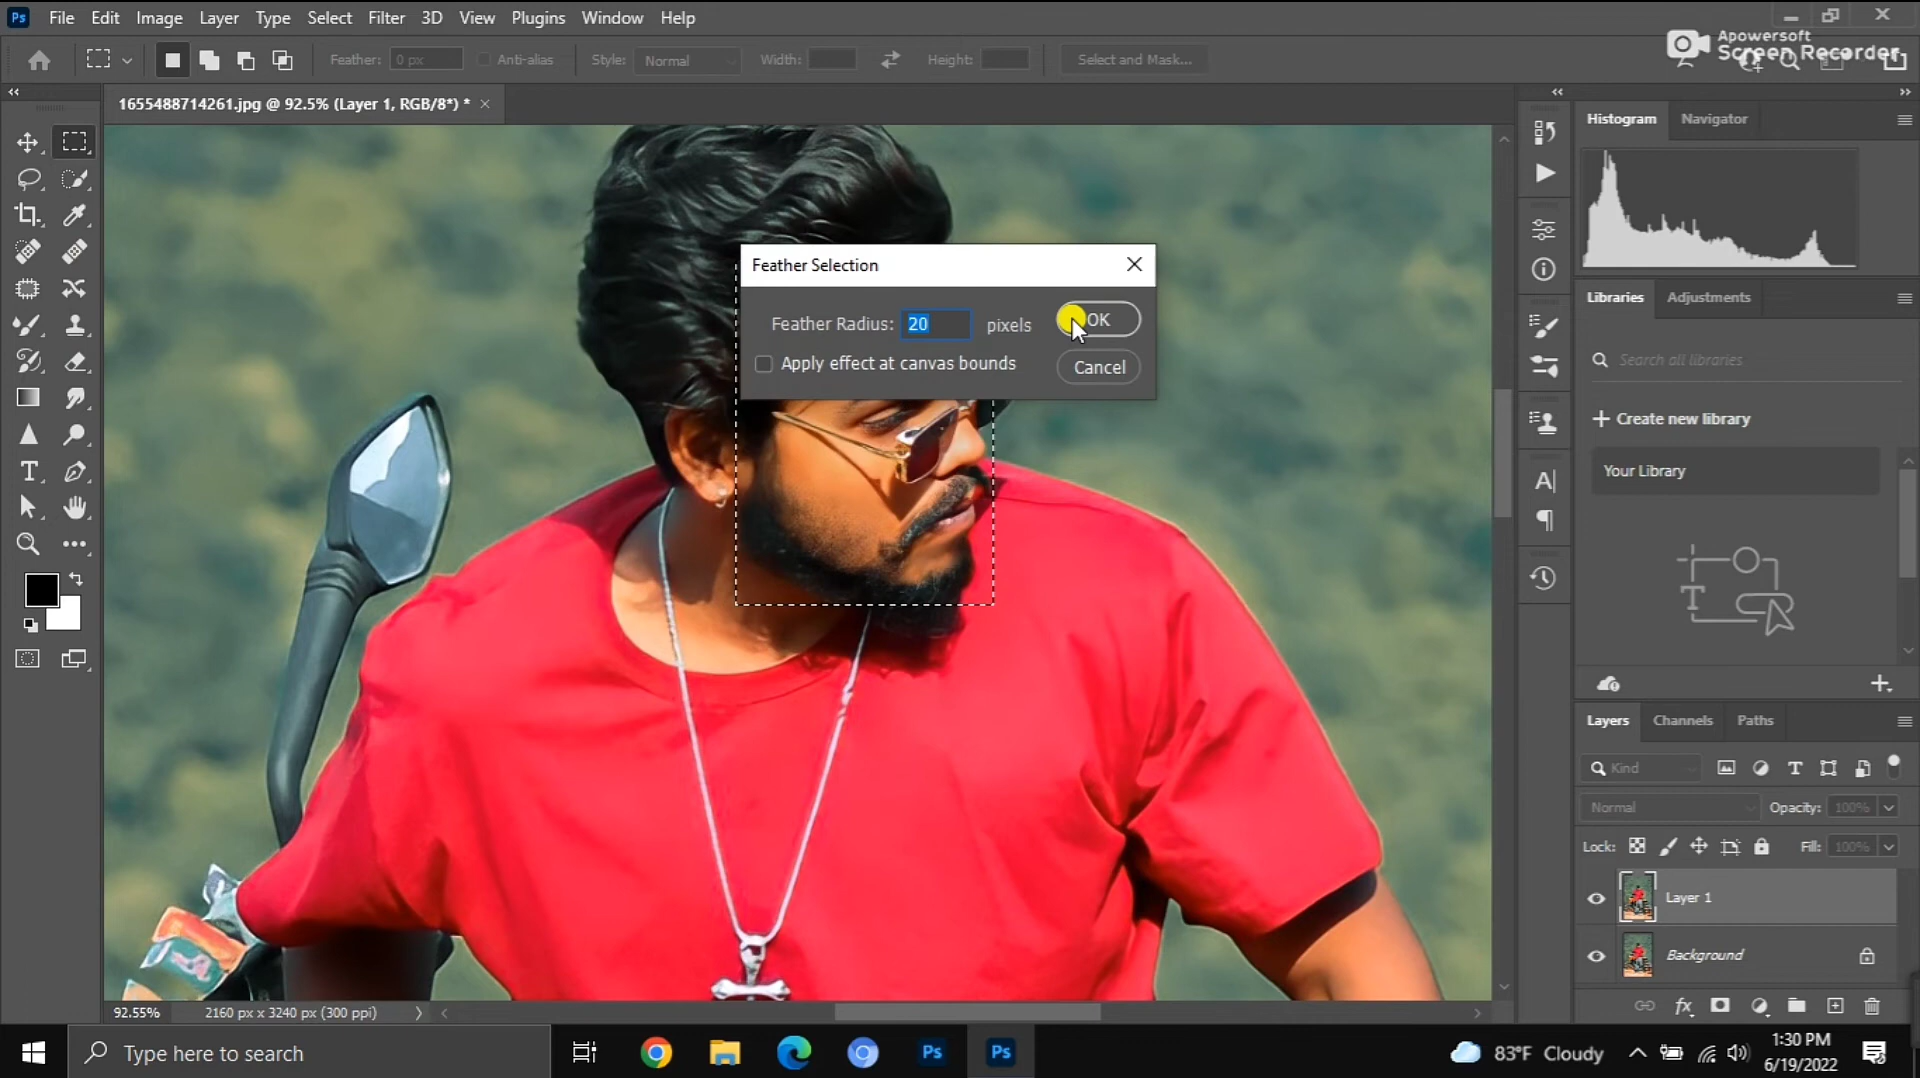 Ps File Edit Image Layer Type Select Filter 3D View Plugins Window Help
Apowersoft
Screen Recorder
Feather: 0 px Anti-alias Style: Normal Width: Height: Select and Mask...
1655488714261.jpg @ 92.5% (Layer 1, RGB/8*) *
Histogram Navigator
Feather Selection
Feather Radius: 20 pixels OK
Apply effect at canvas bounds Cancel
Libraries Adjustments
Search all libraries
Create new library
Your Library
Layers Channels Paths
Kind
Normal Opacity: 100%
Lock: Fill: 100%
Layer 1
Background
92.55% 2160 px x 3240 px (300 ppi)
Type here to search Ps Ps 83°F Cloudy 1:30 PM
6/19/2022